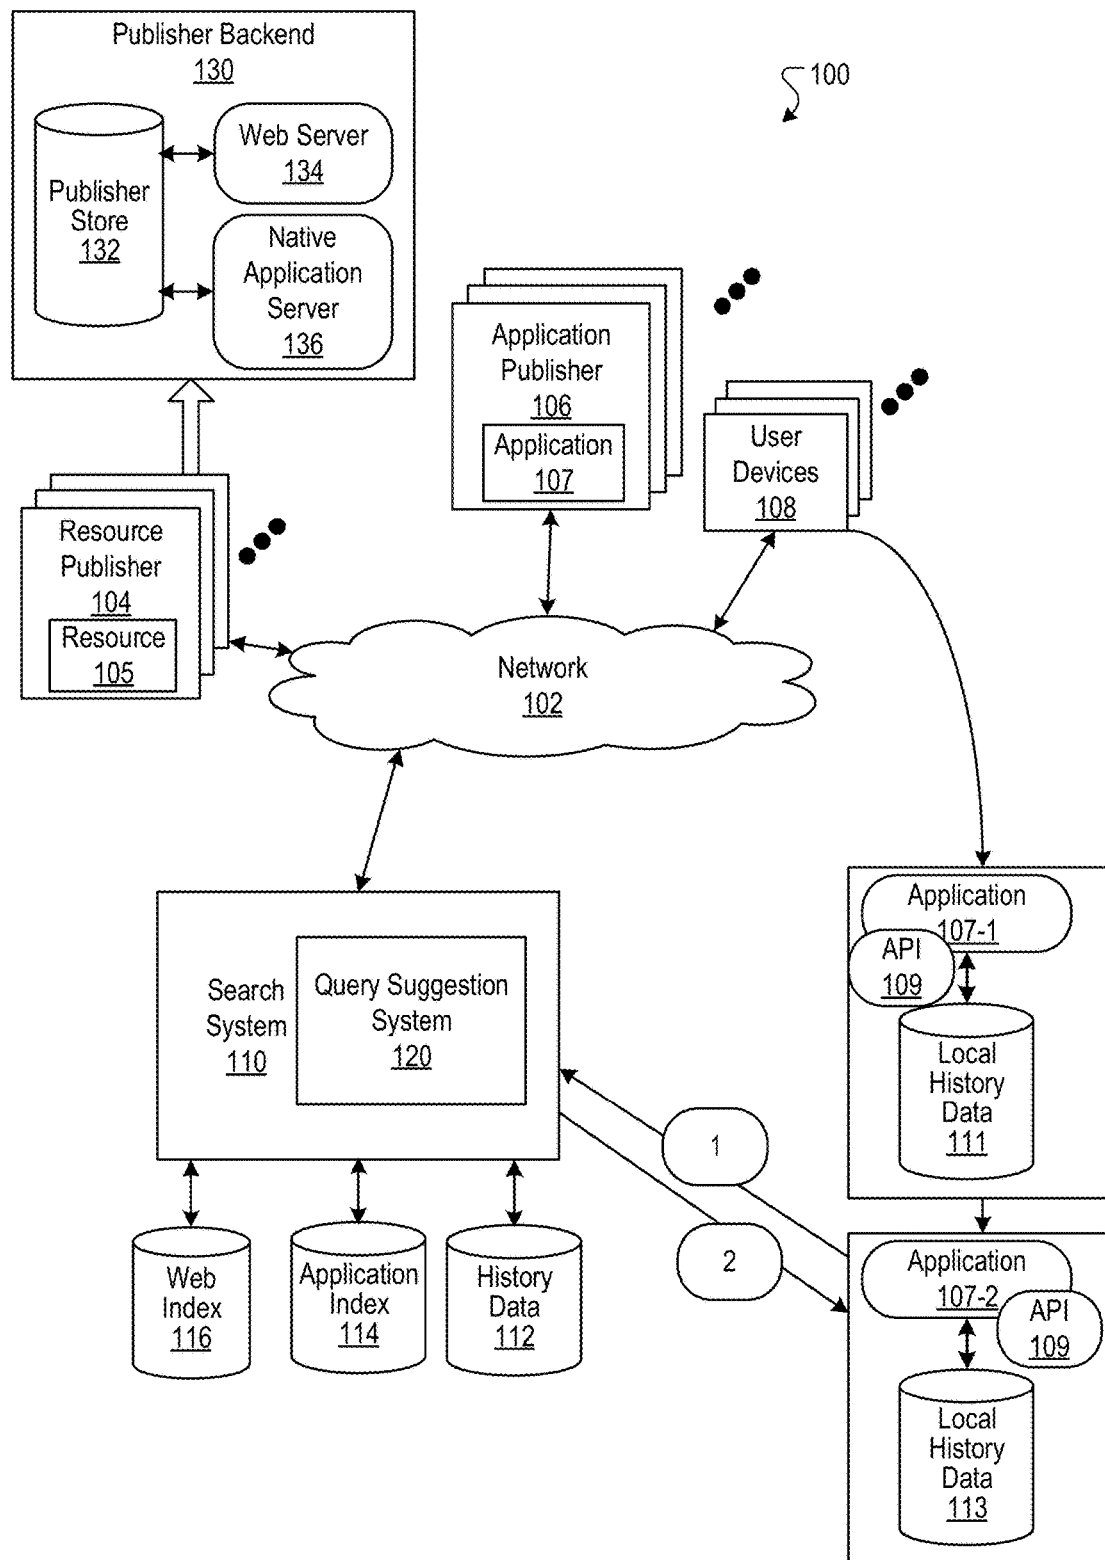 Publisher Backend
130
100
Web Server
134
Publisher
Store
132
Native
Application
Server
136
Application
Publisher
106
Application
107
User
Devices
108
Resource
Publisher
104
Resource
105
Network
102
Application
107-1
API
109
Search
System
110
Query Suggestion
System
120
Local
History
Data
111
1
2
Web
Index
116
Application
Index
114
History
Data
112
Application
107-2
API
109
Local
History
Data
113